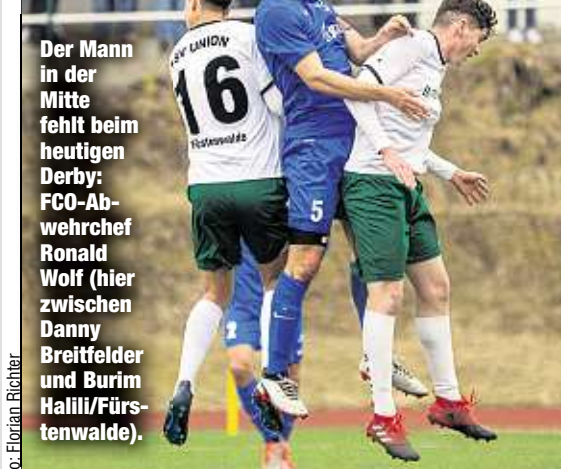 Der Mann
in der
Mitte
fehlt beim
heutigen
Derby:
FCO-Ab-
wehrchef
Ronald
Wolf (hier
zwischen
Danny
Breitfelder
und Burim
Halili/Fürs-
tenwalde).
o: Florian Richter
UNION
16
Fürstenwalde
5